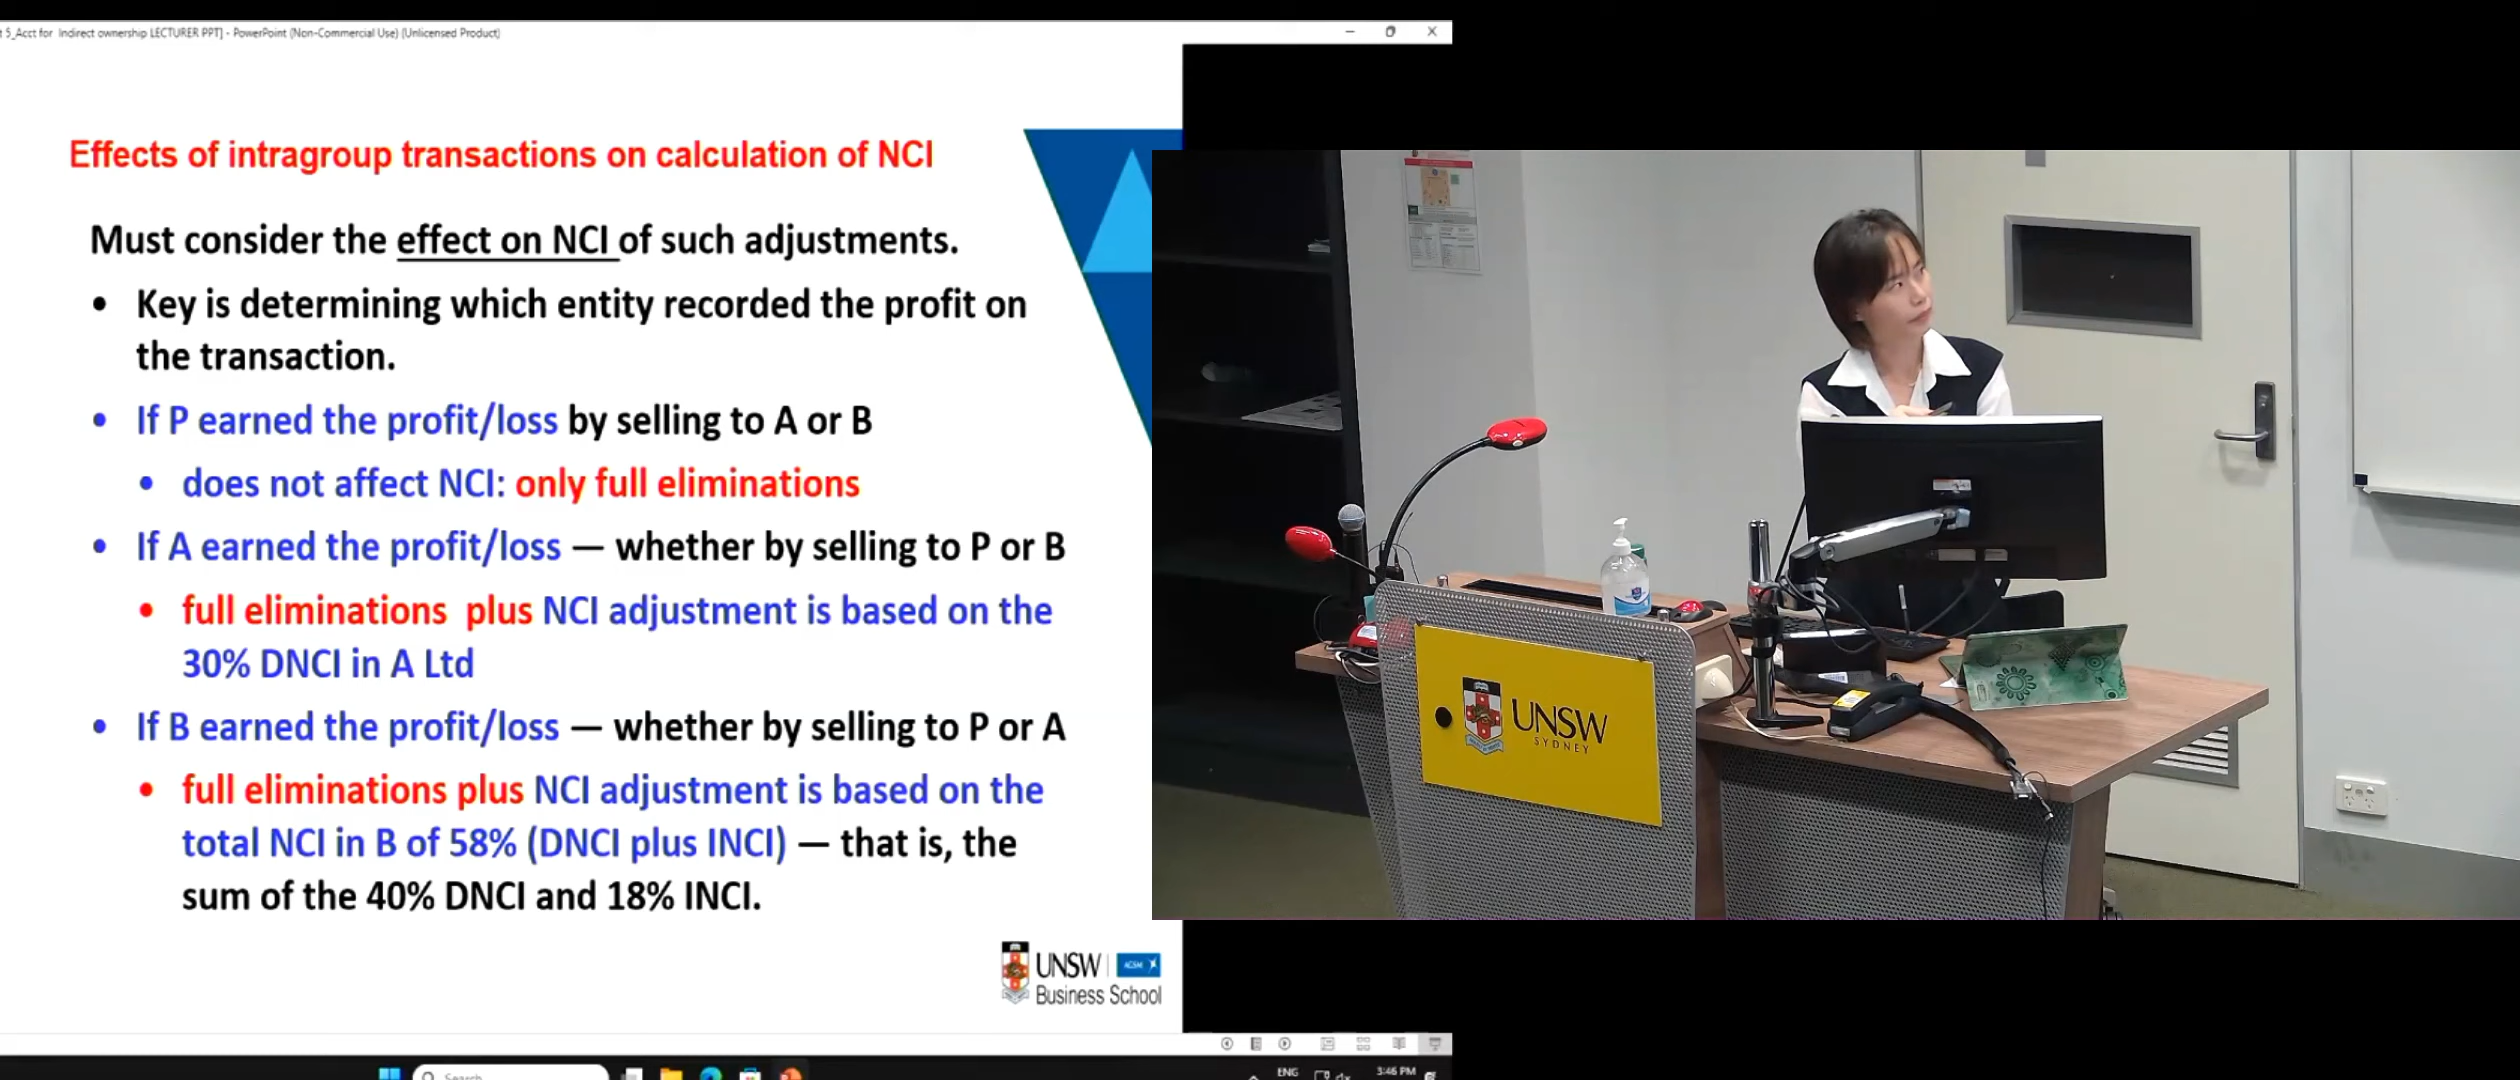 t 5_Acct for Indirect ownership LECTURER PPT] - PowerPoint (Non-Commercial Use) (Unlicensed Product)
Effects of intragroup transactions on calculation of NCI
Must consider the effect on NCI of such adjustments.
• Key is determining which entity recorded the profit on
the transaction.
• If P earned the profit/loss by selling to A or B
• does not affect NCI: only full eliminations
• If A earned the profit/loss — whether by selling to P or B
• full eliminations plus NCI adjustment is based on the
30% DNCI in A Ltd
• If B earned the profit/loss — whether by selling to P or A
• full eliminations plus NCI adjustment is based on the
total NCI in B of 58% (DNCI plus INCI) — that is, the
sum of the 40% DNCI and 18% INCI.
UNSW
AGSM
Business School
Search
ENG
3:46 PM
UNSW
SYDNEY